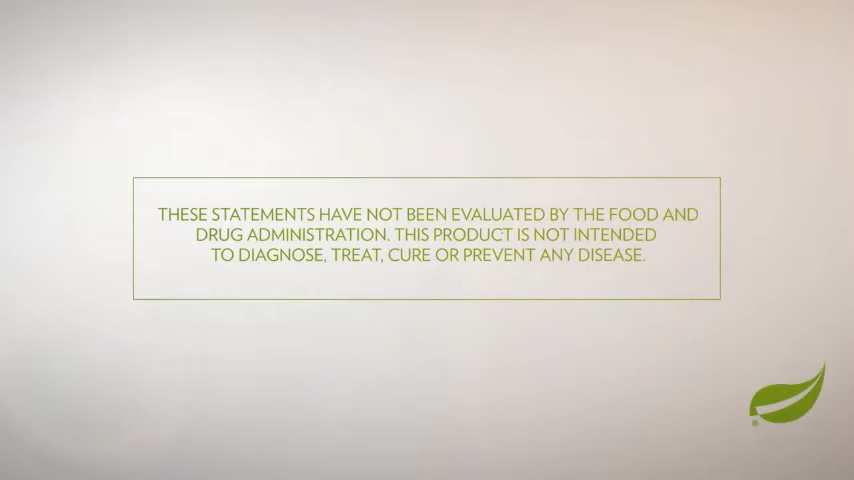 THESE STATEMENTS HAVE NOT BEEN EVALUATED BY THE FOOD AND
DRUG ADMINISTRATION. THIS PRODUCT IS NOT INTENDED
TO DIAGNOSE, TREAT, CURE OR PREVENT ANY DISEASE.
®